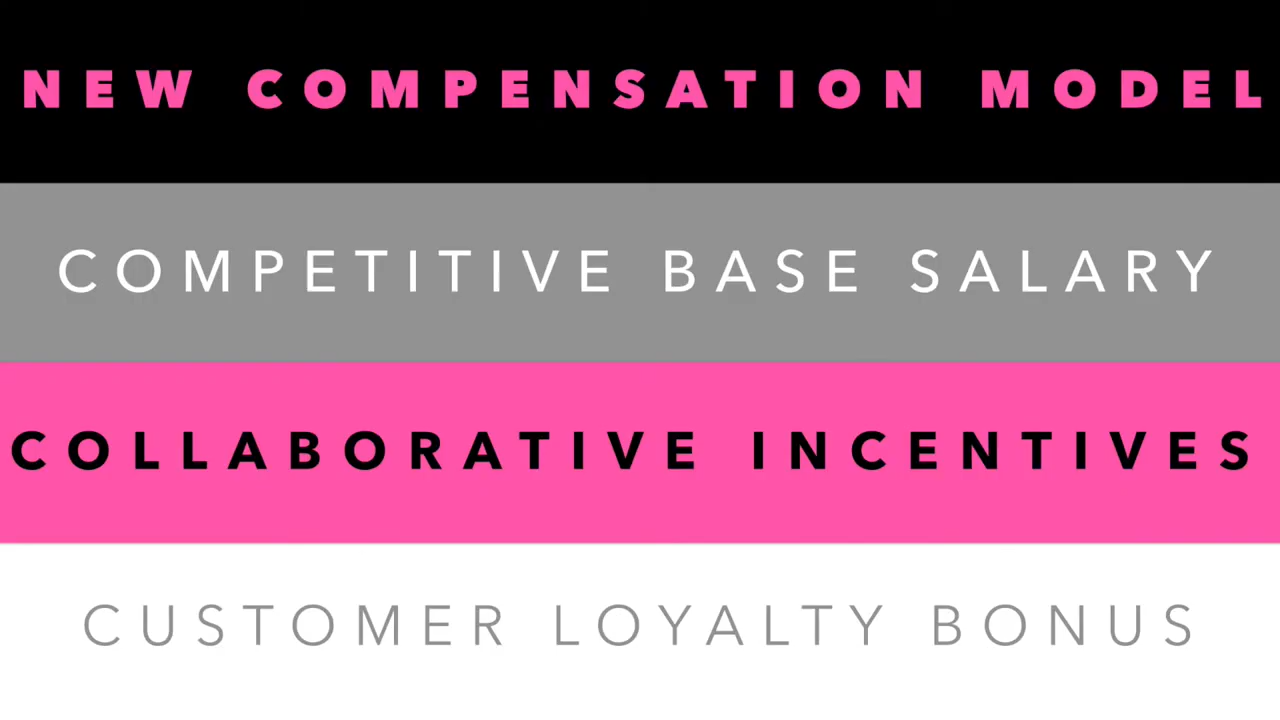 NEW COMPENSATION MODEL
COMPETITIVE BASE SALARY
COLLABORATIVE INCENTIVES
CUSTOMER LOYALTY BONUS